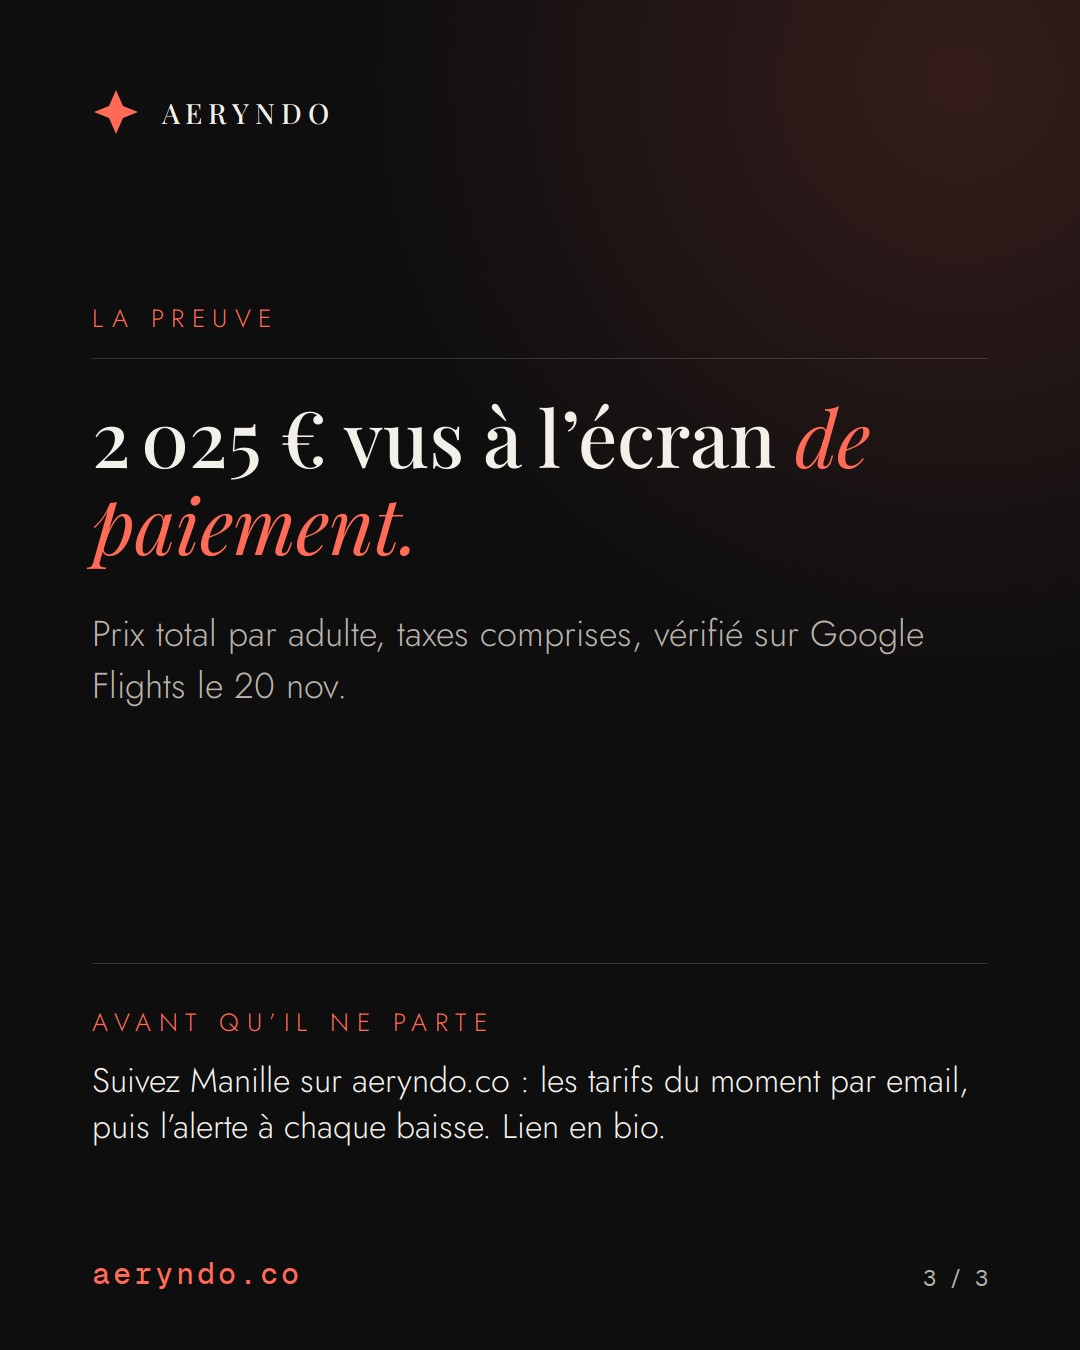 AERYNDO
LA PREUVE
2 025 € vus à l’écran de
paiement.
Prix total par adulte, taxes comprises, vérifié sur Google
Flights le 20 nov.
AVANT QU’IL NE PARTE
Suivez Manille sur aeryndo.co : les tarifs du moment par email,
puis l’alerte à chaque baisse. Lien en bio.
aeryndo.co
3 / 3